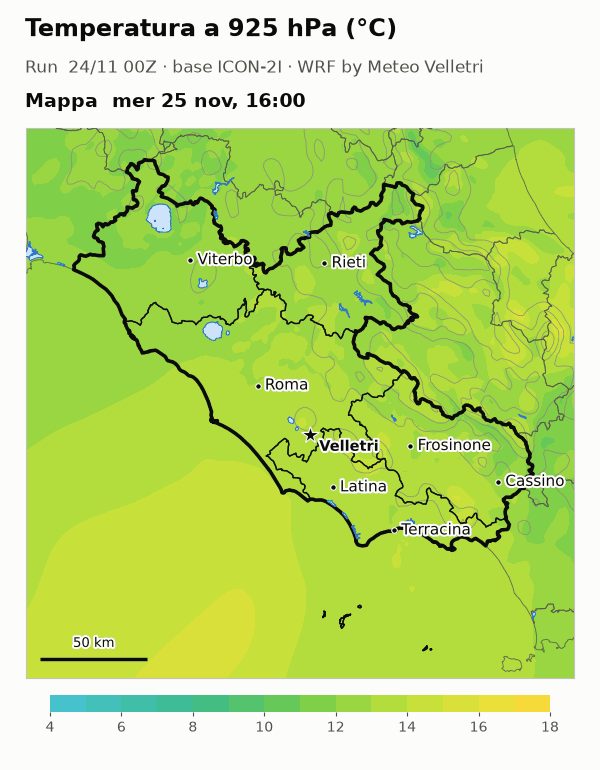 Temperatura a 925 hPa (°C)
Run  24/11 00Z · base ICON-2I · WRF by Meteo Velletri
Mappa  mer 25 nov, 16:00
Viterbo
Rieti
Roma
Velletri
Frosinone
Latina
Cassino
Terracina
50 km
4 6 8 10 12 14 16 18